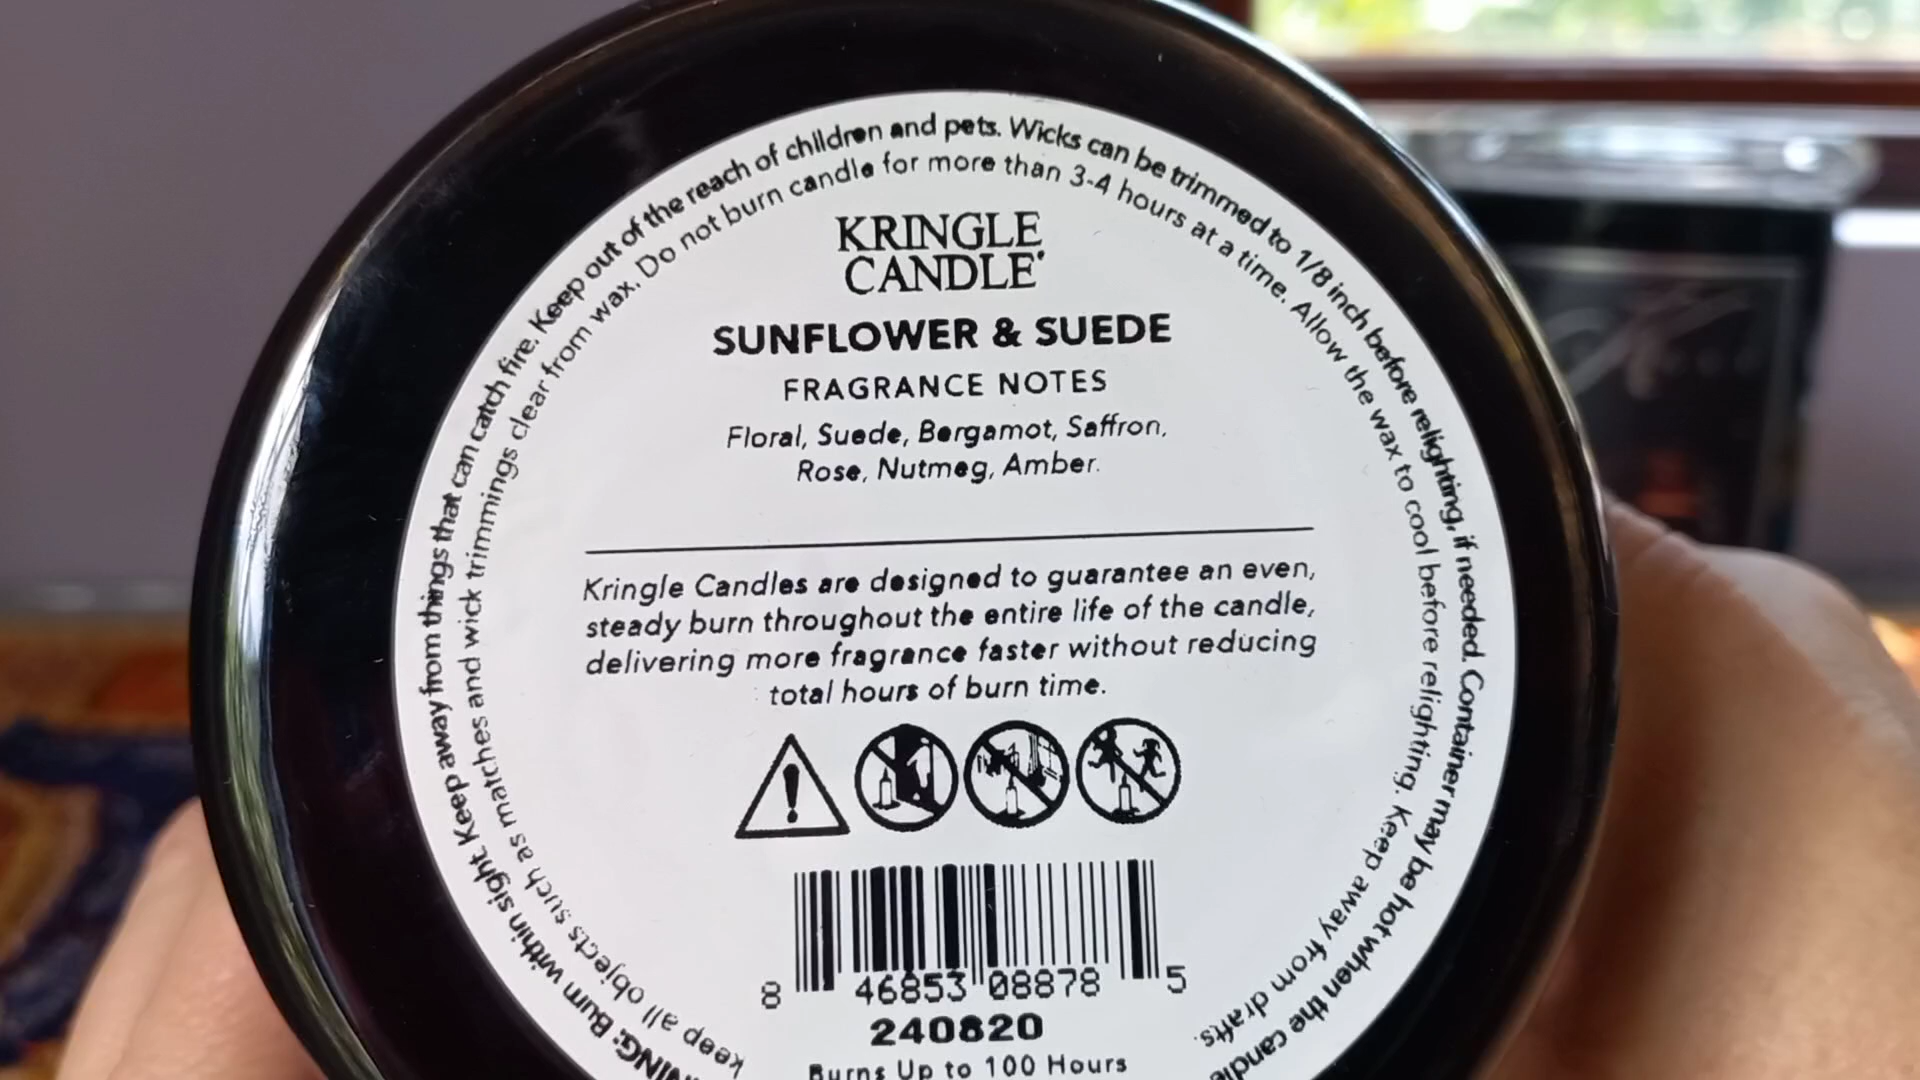 WARNING: Burn within sight. Keep away from things that can catch fire. Keep out of the reach of children and pets. Wicks can be trimmed to 1/8 inch before relighting, if needed. Container may be hot when the candle
keep all objects such as matches and wick trimmings clear from wax. Do not burn candle for more than 3-4 hours at a time. Allow the wax to cool before relighting. Keep away from drafts.
KRINGLE
CANDLE
SUNFLOWER & SUEDE
FRAGRANCE NOTES
Floral, Suede, Bergamot, Saffron,
Rose, Nutmeg, Amber.
Kringle Candles are designed to guarantee an even,
steady burn throughout the entire life of the candle,
delivering more fragrance faster without reducing
total hours of burn time.
8 46853 08878 5
240820
Burns Up to 100 Hours